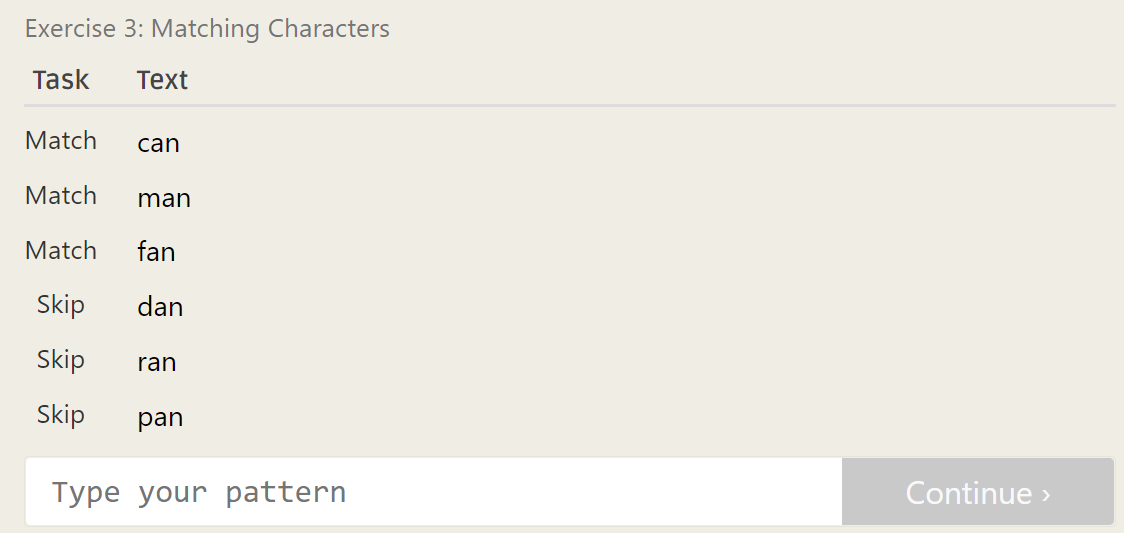 Exercise 3: Matching Characters
Task Text
Match can
Match man
Match fan
Skip dan
Skip ran
Skip pan
Type your pattern Continue ›